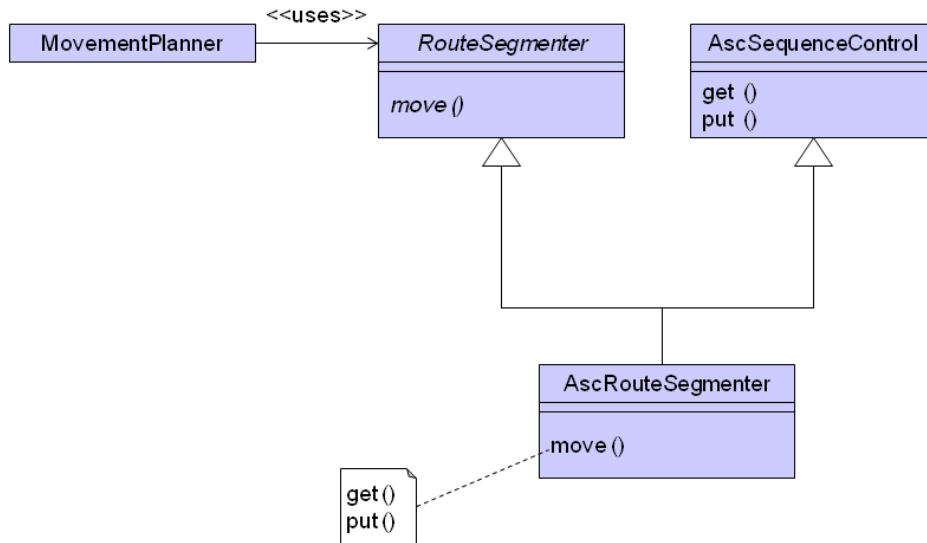 <<uses>>
MovementPlanner
RouteSegmenter
move ()
AscSequenceControl
get ()
put ()
AscRouteSegmenter
move ()
get ()
put ()